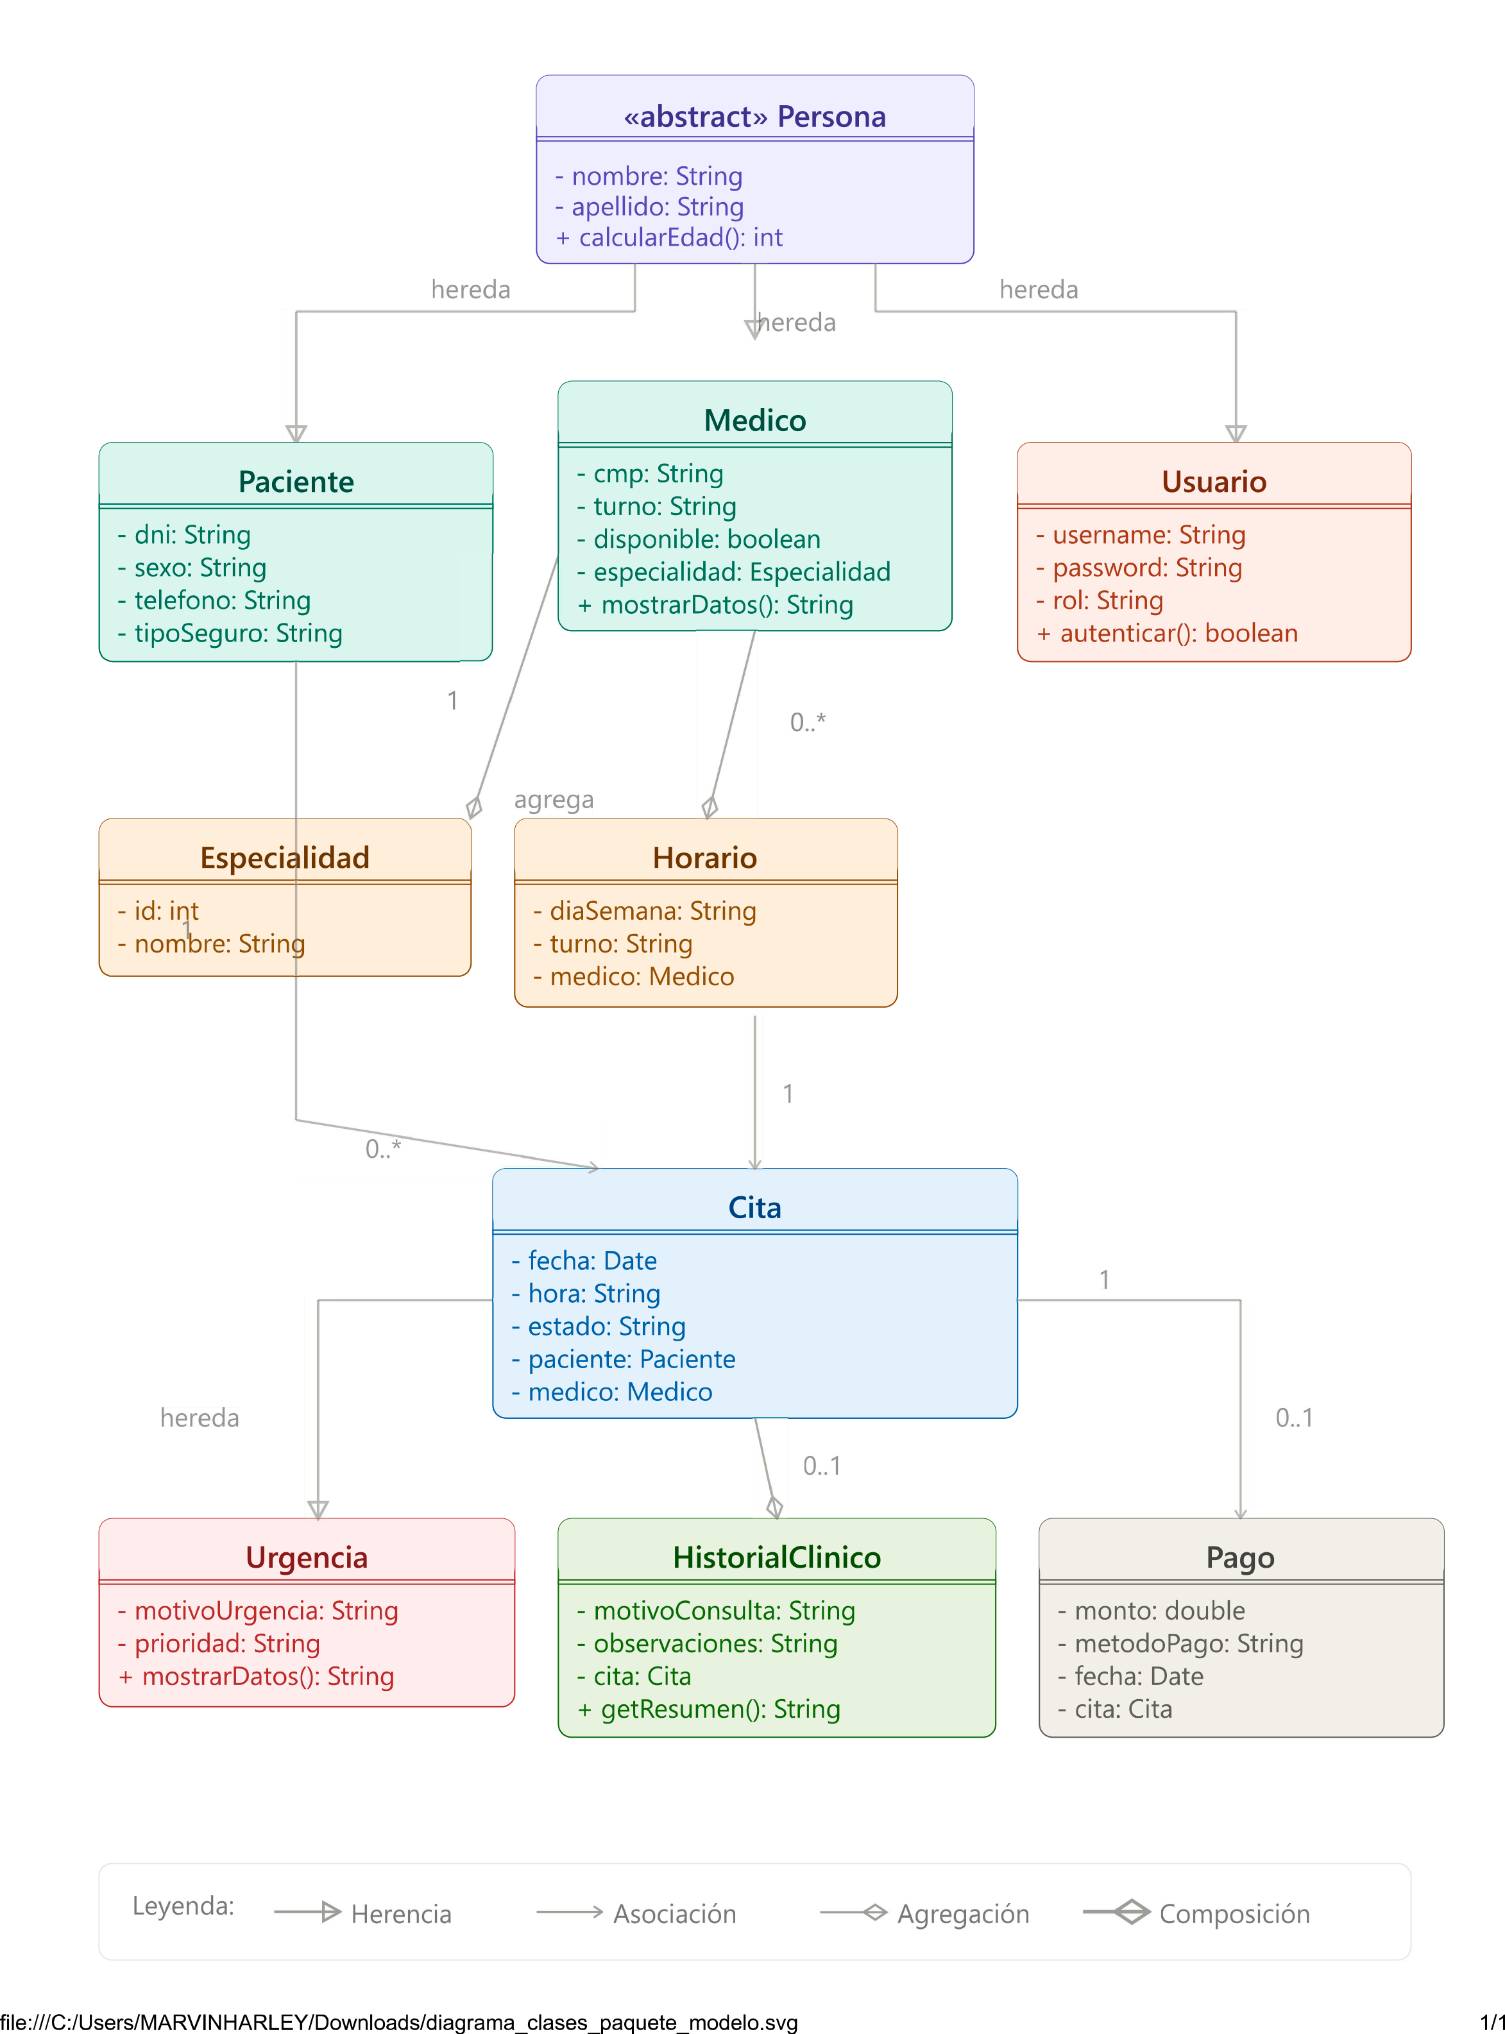 «abstract» Persona
- nombre: String
- apellido: String
+ calcularEdad(): int
hereda
hereda
hereda
Medico
- cmp: String
- turno: String
- disponible: boolean
- especialidad: Especialidad
+ mostrarDatos(): String
Paciente
- dni: String
- sexo: String
- telefono: String
- tipoSeguro: String
Usuario
- username: String
- password: String
- rol: String
+ autenticar(): boolean
1
0..*
agrega
Especialidad
- id: int
1
- nombre: String
Horario
- diaSemana: String
- turno: String
- medico: Medico
1
0..*
Cita
- fecha: Date
- hora: String
- estado: String
- paciente: Paciente
- medico: Medico
1
hereda
0..1
0..1
Urgencia
- motivoUrgencia: String
- prioridad: String
+ mostrarDatos(): String
HistorialClinico
- motivoConsulta: String
- observaciones: String
- cita: Cita
+ getResumen(): String
Pago
- monto: double
- metodoPago: String
- fecha: Date
- cita: Cita
Leyenda:
Herencia
Asociación
Agregación
Composición
file:///C:/Users/MARVINHARLEY/Downloads/diagrama_clases_paquete_modelo.svg
1/1